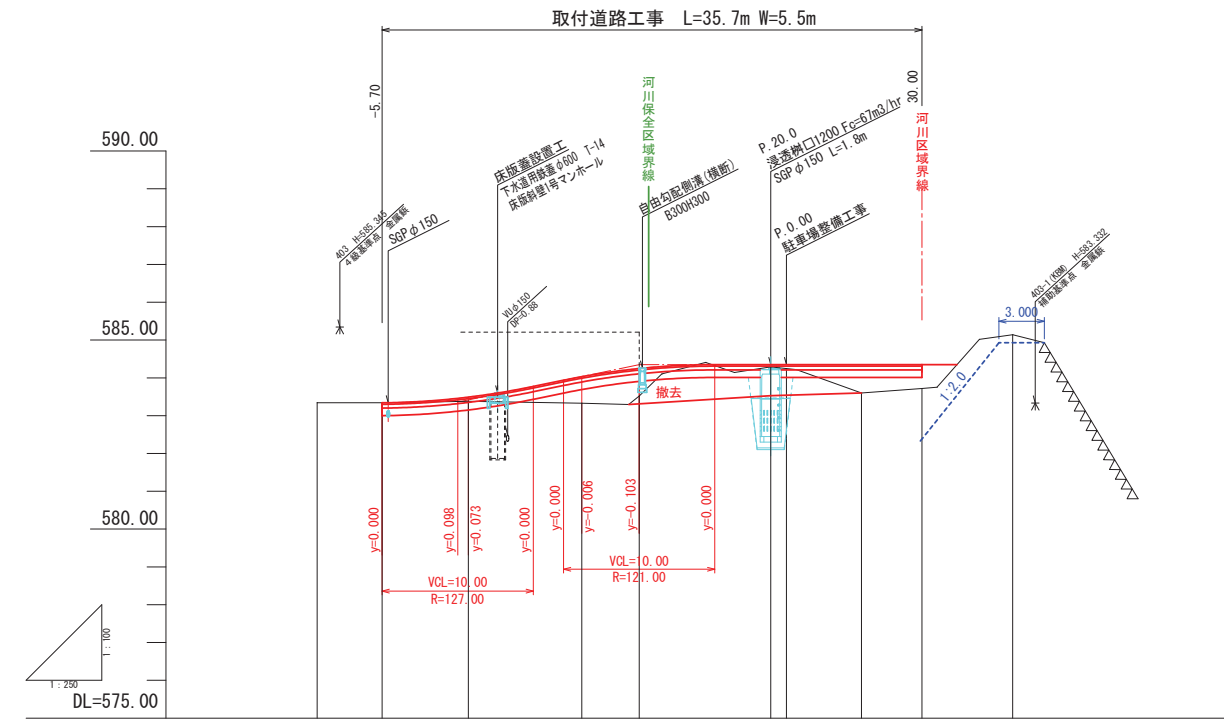 取付道路工事 L=35.7m W=5.5m
-5.70
30.00
河川保全区域界線
河川区域界線
590.00
585.00
580.00
DL=575.00
403 H=585.345
4級基準点 金属鋲
SGPφ150
床版蓋設置工
下水道用鉄蓋φ600 T-14
床版斜壁1号マンホール
VUφ150
DP=0.88
自由勾配側溝(横断)
B300H300
P.20.0
浸透桝口1200 Fc=67m3/hr
SGPφ150 L=1.8m
P.0.00
駐車場整備工事
403-1(KBM) H=583.332
補助基準点 金属鋲
3.000
1:2.0
撤去
y=0.000
y=0.098
y=0.073
y=0.000
y=0.000
y=-0.006
y=-0.103
y=0.000
VCL=10.00
R=127.00
VCL=10.00
R=121.00
1:100
1:250